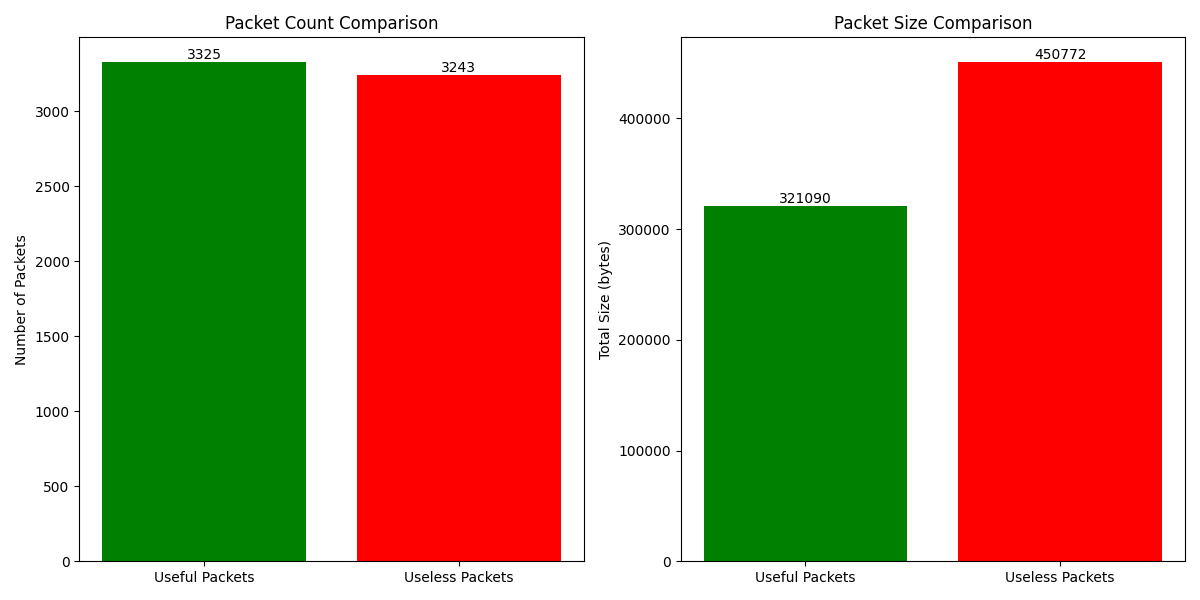 Packet Count Comparison
Number of Packets
3000
2500
2000
1500
1000
500
0
3325
3243
Useful Packets
Useless Packets
Packet Size Comparison
Total Size (bytes)
400000
300000
200000
100000
0
321090
450772
Useful Packets
Useless Packets